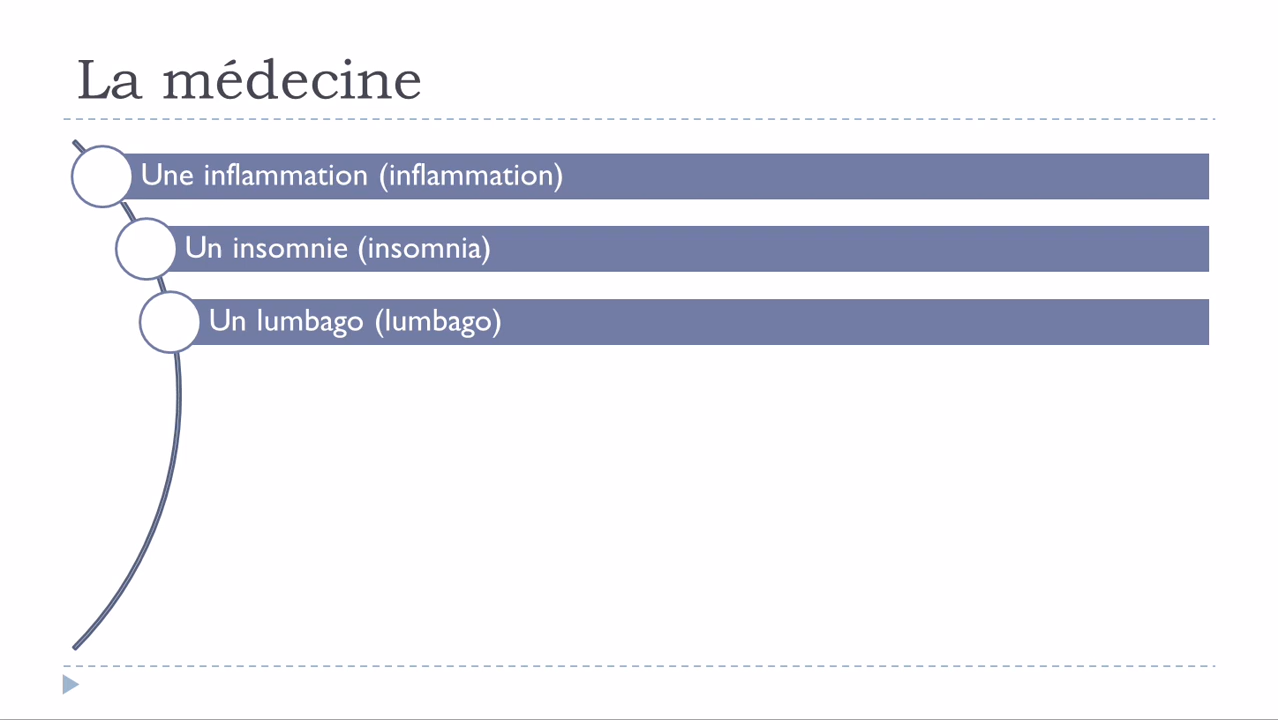 La médecine
Une inflammation (inflammation)
Un insomnie (insomnia)
Un lumbago (lumbago)